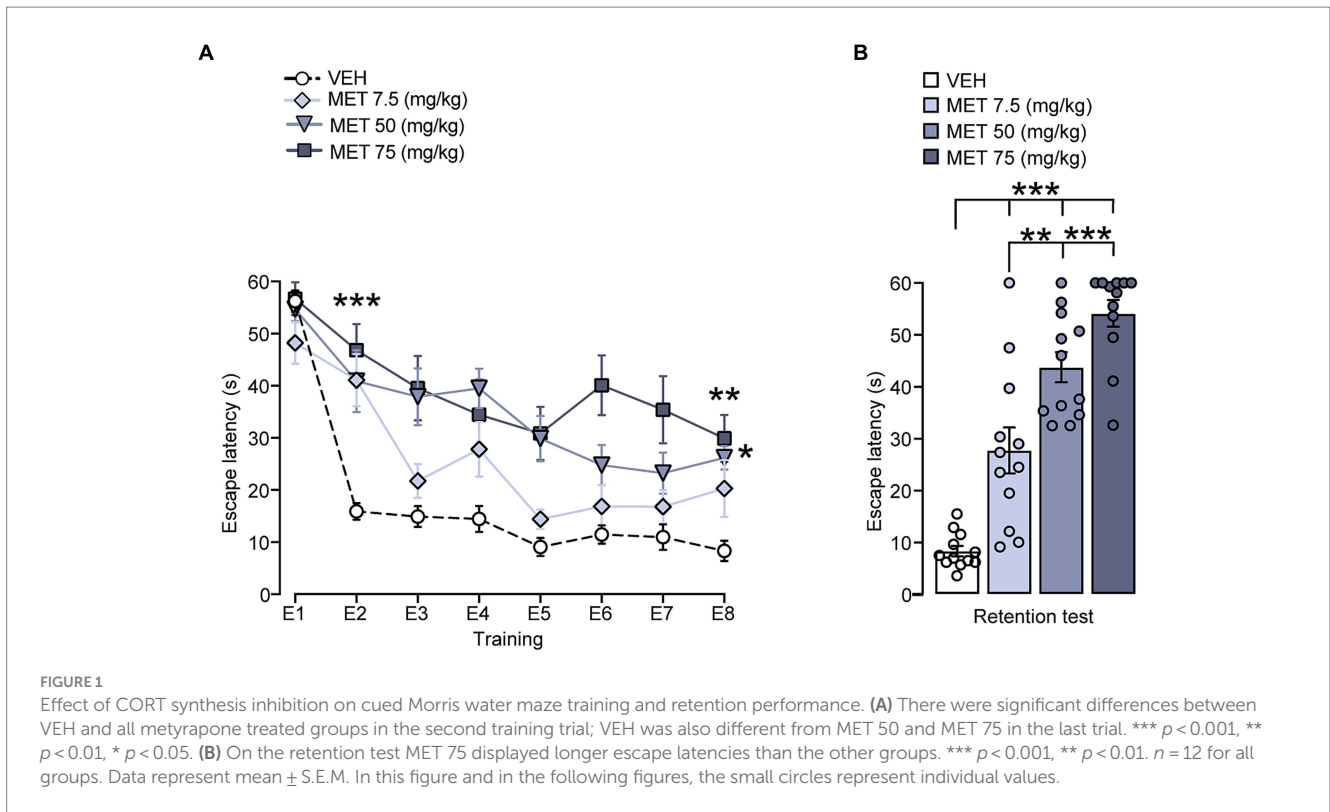 A
VEH
MET 7.5 (mg/kg)
MET 50 (mg/kg)
MET 75 (mg/kg)
60
50
40
30
20
10
0
Escape latency (s)
***
**
*
E1 E2 E3 E4 E5 E6 E7 E8
Training
B
VEH
MET 7.5 (mg/kg)
MET 50 (mg/kg)
MET 75 (mg/kg)
***
** ***
60
50
40
30
20
10
0
Escape latency (s)
Retention test
FIGURE 1
Effect of CORT synthesis inhibition on cued Morris water maze training and retention performance. (A) There were significant differences between
VEH and all metyrapone treated groups in the second training trial; VEH was also different from MET 50 and MET 75 in the last trial. *** p < 0.001, **
p < 0.01, * p < 0.05. (B) On the retention test MET 75 displayed longer escape latencies than the other groups. *** p < 0.001, ** p < 0.01. n = 12 for all
groups. Data represent mean ± S.E.M. In this figure and in the following figures, the small circles represent individual values.